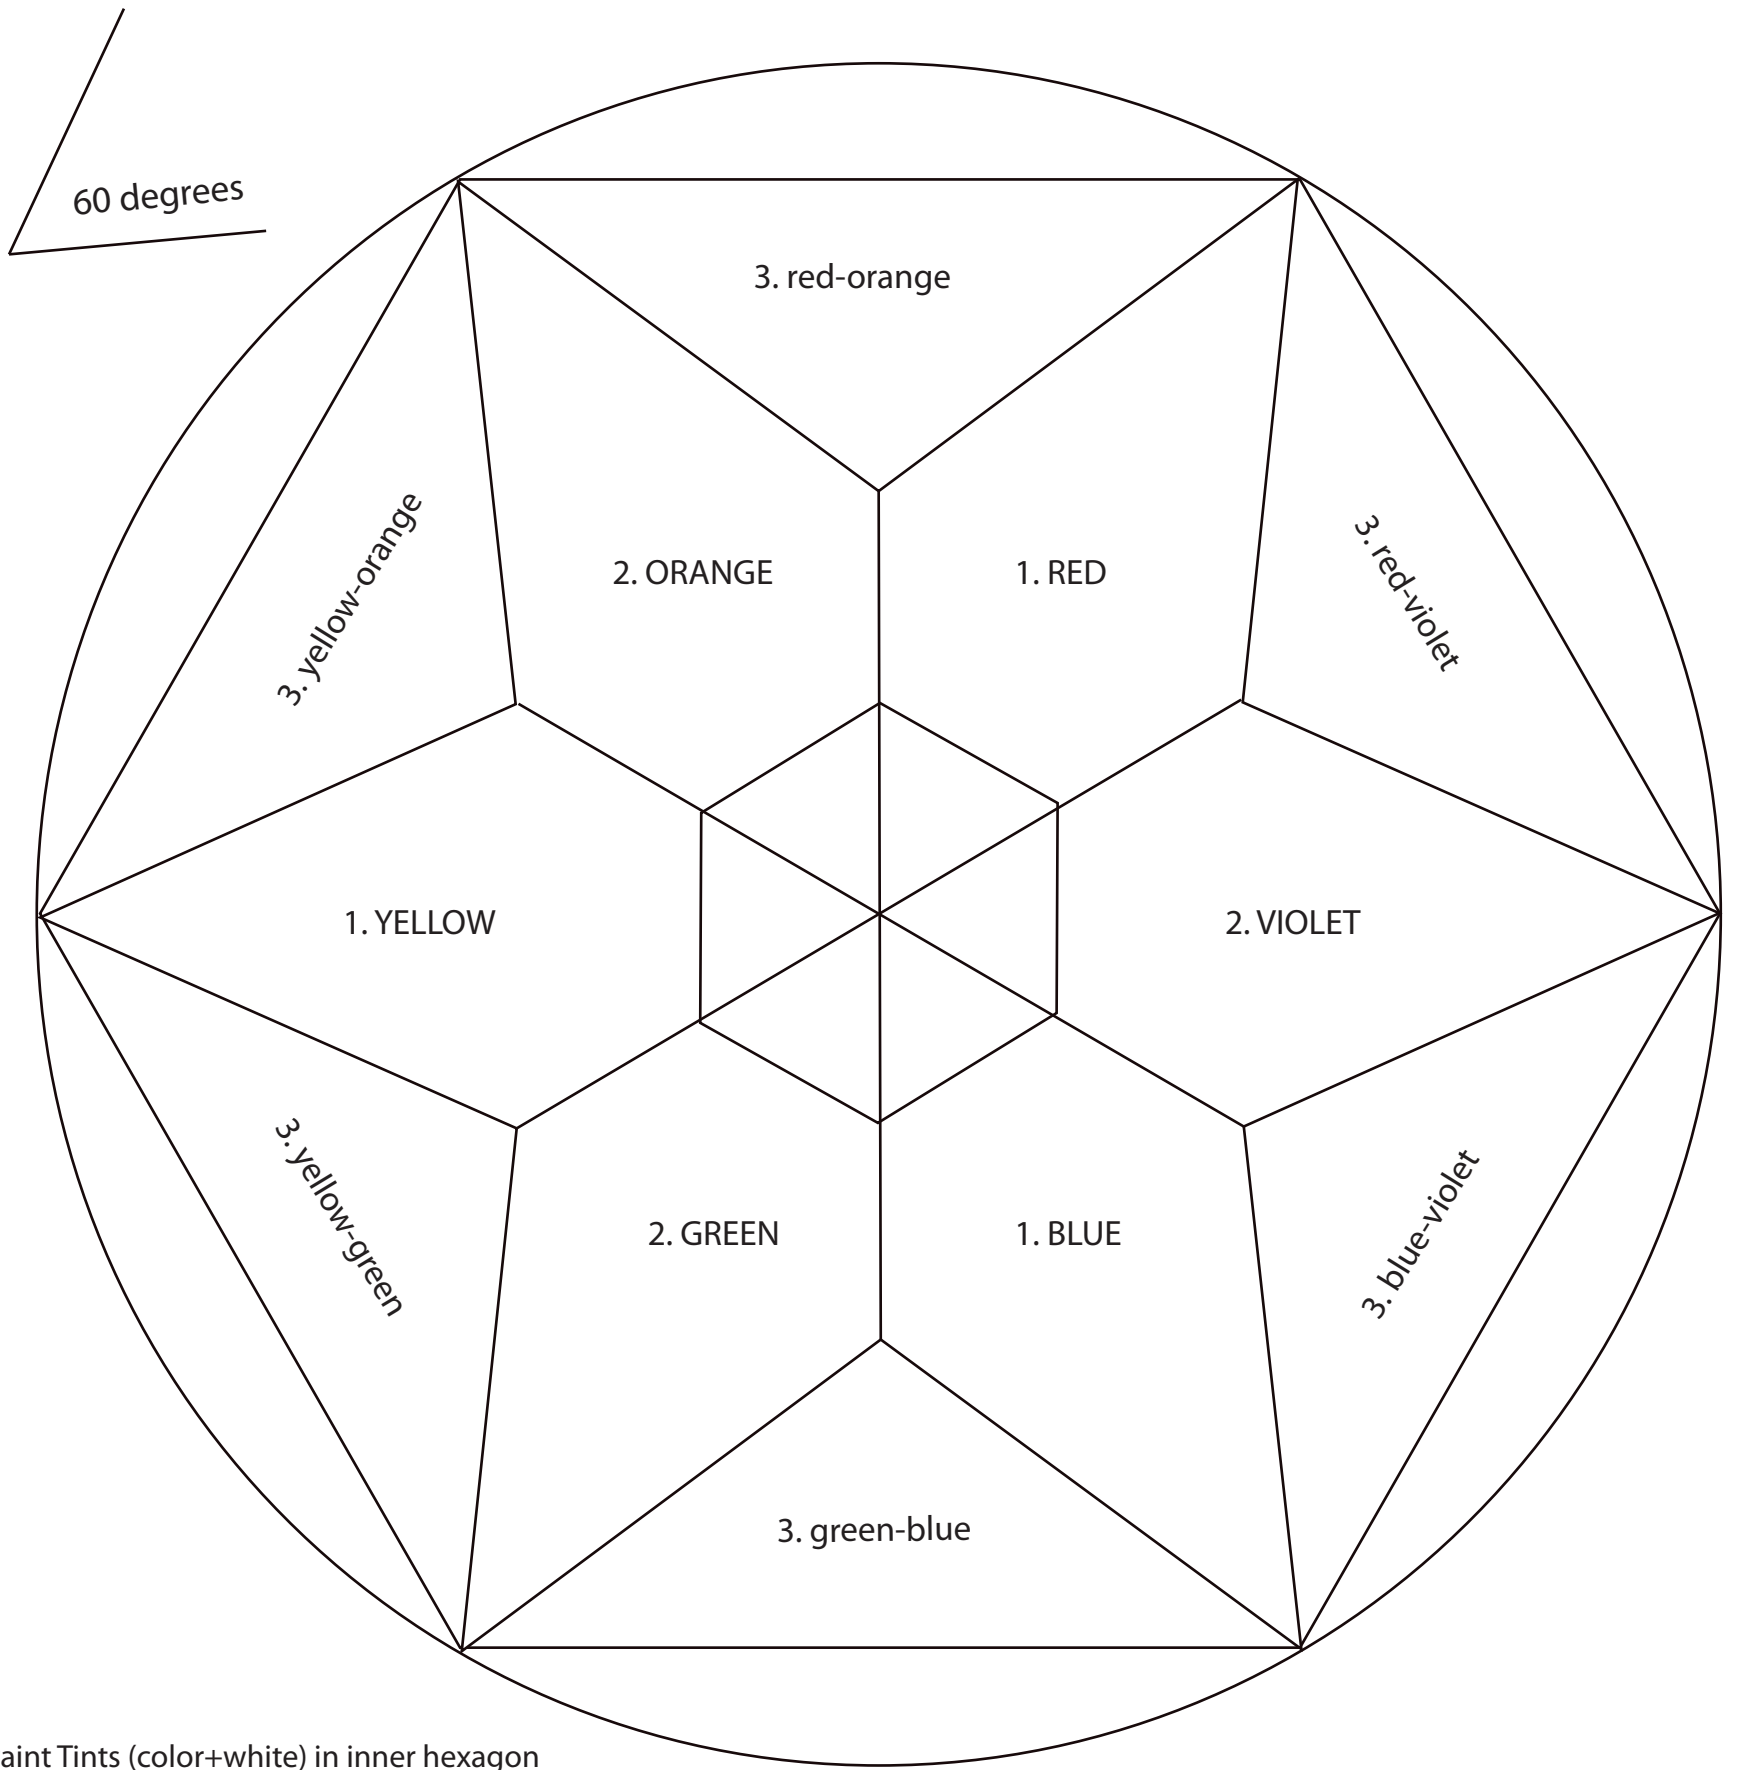 60 degrees
3. red-orange
3. yellow-orange
2. ORANGE
1. RED
3. red-violet
1. YELLOW
2. VIOLET
3. yellow-green
2. GREEN
1. BLUE
3. blue-violet
3. green-blue
aint Tints (color+white) in inner hexagon